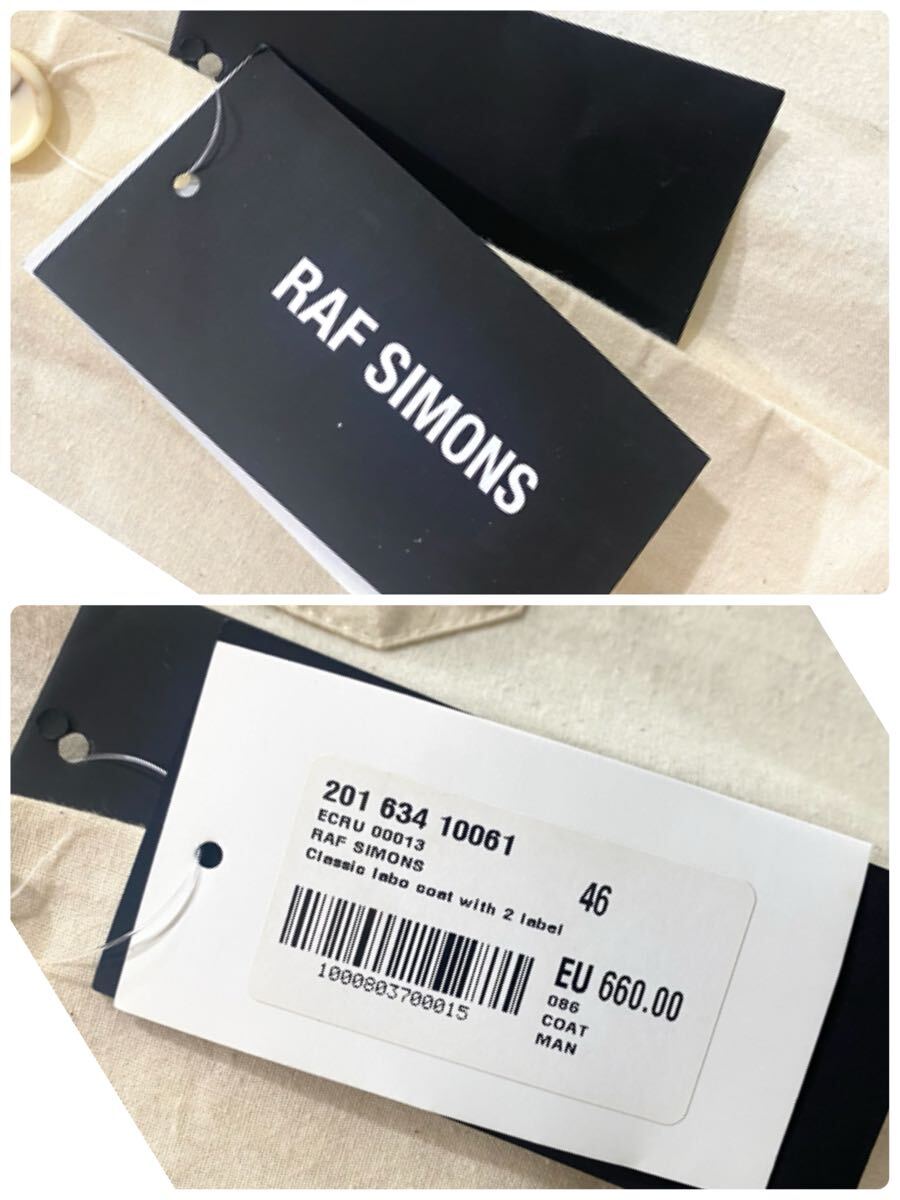 RAF SIMONS
201 634 10061
ECRU 00013
RAF SIMONS
Classic labo coat with 2 label
46
1000803700015
EU 660.00
086
COAT
MAN